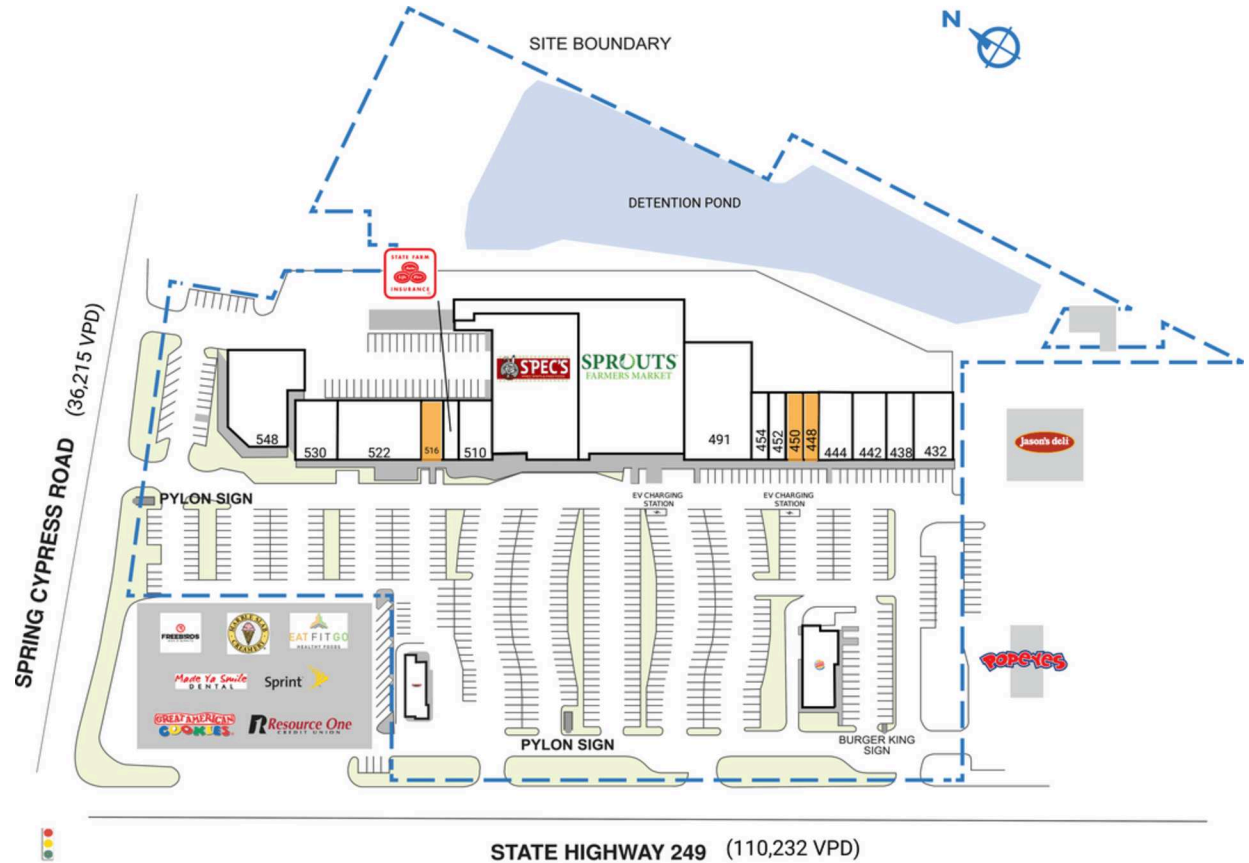 N
SITE BOUNDARY
DETENTION POND
STATE FARM
INSURANCE
SPRING CYPRESS ROAD (36,215 VPD)
SPEC'S
SPROUTS
FARMERS MARKET
548
530
522
516
510
491
454
452
450
448
444
442
438
432
Jason's deli
PYLON SIGN
EV CHARGING
STATION
EV CHARGING
STATION
FREEBIRDS
MARBLE SLAB
CREAMERY
EAT FIT GO
HEALTHY FOODS
Made Ya Smile
DENTAL
Sprint
GREAT AMERICAN
COOKIES
Resource One
CREDIT UNION
POPEYES
PYLON SIGN
BURGER KING
SIGN
STATE HIGHWAY 249 (110,232 VPD)